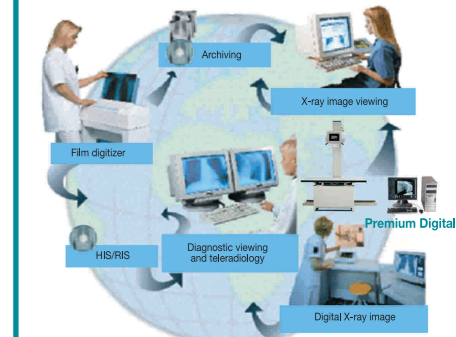 Archiving
X-ray image viewing
Film digitizer
Premium Digital
HIS/RIS
Diagnostic viewing
and teleradiology
Digital X-ray image